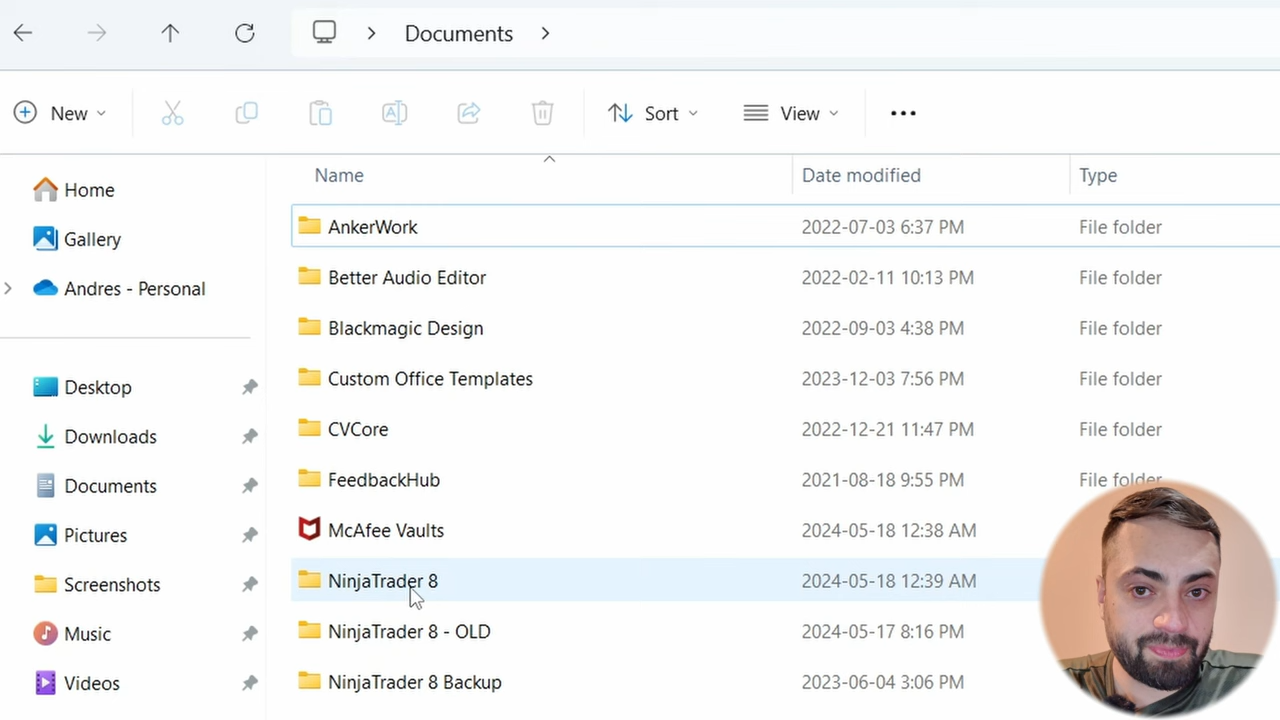 Documents
New
Sort
View
Name Date modified Type
Home
Gallery
Andres - Personal
Desktop
Downloads
Documents
Pictures
Screenshots
Music
Videos
AnkerWork 2022-07-03 6:37 PM File folder
Better Audio Editor 2022-02-11 10:13 PM File folder
Blackmagic Design 2022-09-03 4:38 PM File folder
Custom Office Templates 2023-12-03 7:56 PM File folder
CVCore 2022-12-21 11:47 PM File folder
FeedbackHub 2021-08-18 9:55 PM File folder
McAfee Vaults 2024-05-18 12:38 AM
NinjaTrader 8 2024-05-18 12:39 AM
NinjaTrader 8 - OLD 2024-05-17 8:16 PM
NinjaTrader 8 Backup 2023-06-04 3:06 PM